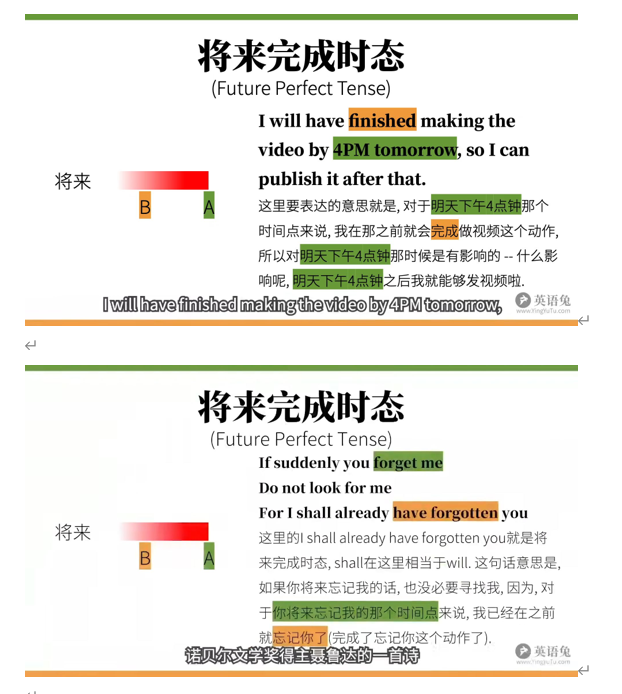 将来完成时态
(Future Perfect Tense)
I will have finished making the
video by 4PM tomorrow, so I can
publish it after that.
将来
B
A
这里要表达的意思就是, 对于明天下午4点钟那个
时间点来说, 我在那之前就会完成做视频这个动作,
所以对明天下午4点钟那时候是有影响的 -- 什么影
响呢, 明天下午4点钟之后我就能够发视频啦.
I will have finished making the video by 4PM tomorrow,
英语兔
www.YingYuTu.com
将来完成时态
(Future Perfect Tense)
If suddenly you forget me
Do not look for me
For I shall already have forgotten you
将来
B
A
这里的I shall already have forgotten you就是将
来完成时态, shall在这里相当于will. 这句话意思是,
如果你将来忘记我的话, 也没必要寻找我, 因为, 对
于你将来忘记我的那个时间点来说, 我已经在之前
就忘记你了(完成了忘记你这个动作了).
诺贝尔文学奖得主聂鲁达的一首诗
英语兔
www.YingYuTu.com